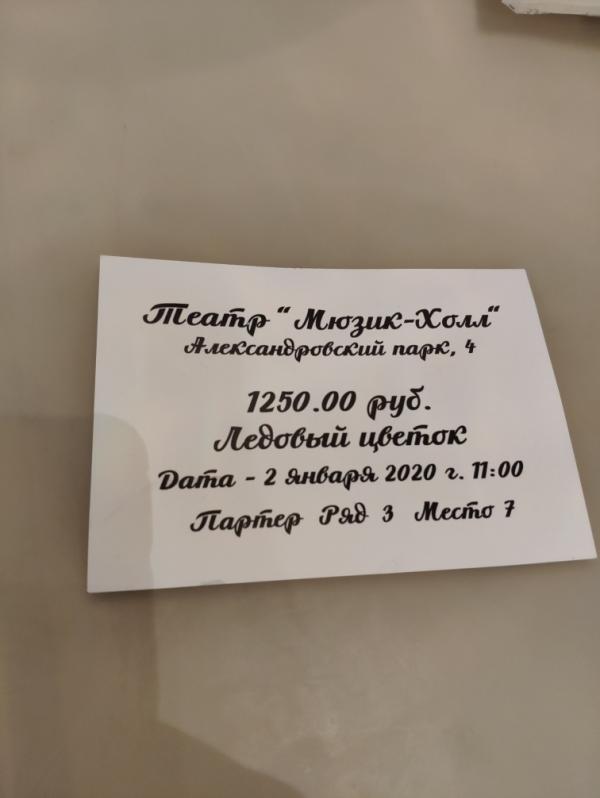 Театр "Мюзик-Холл"
Александровский парк, 4
1250.00 руб.
Ледовый цветок
Дата - 2 января 2020 г. 11:00
Партер Ряд 3 Место 7